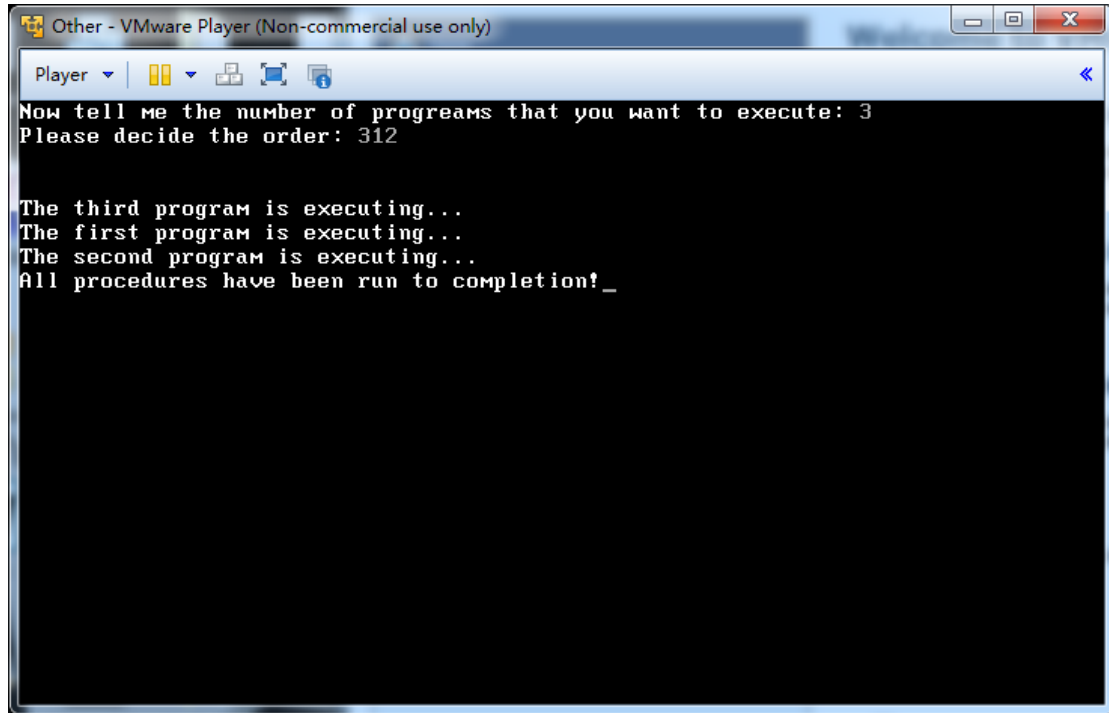 Other - VMware Player (Non-commercial use only)
Player
Now tell me the number of progreams that you want to execute: 3
Please decide the order: 312
The third program is executing...
The first program is executing...
The second program is executing...
All procedures have been run to completion!_